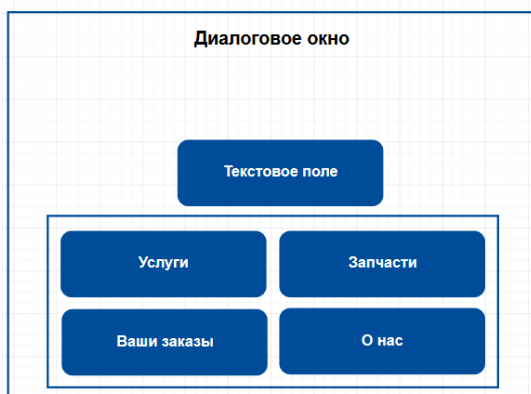 Диалоговое окно
Текстовое поле
Услуги
Запчасти
Ваши заказы
О нас